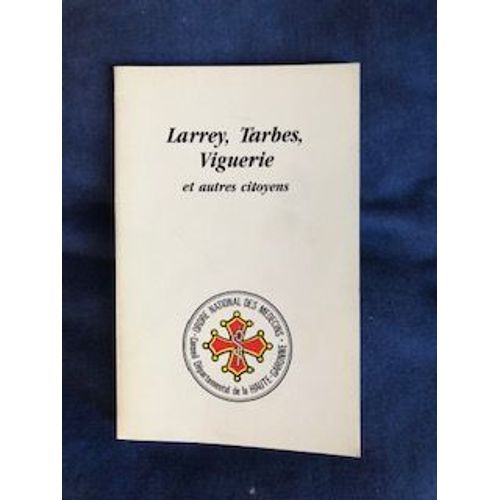 Larrey, Tarbes,
Viguerie
et autres citoyens
ORDRE NATIONAL DES MEDECINS
Conseil Départemental de la HAUTE-GARONNE